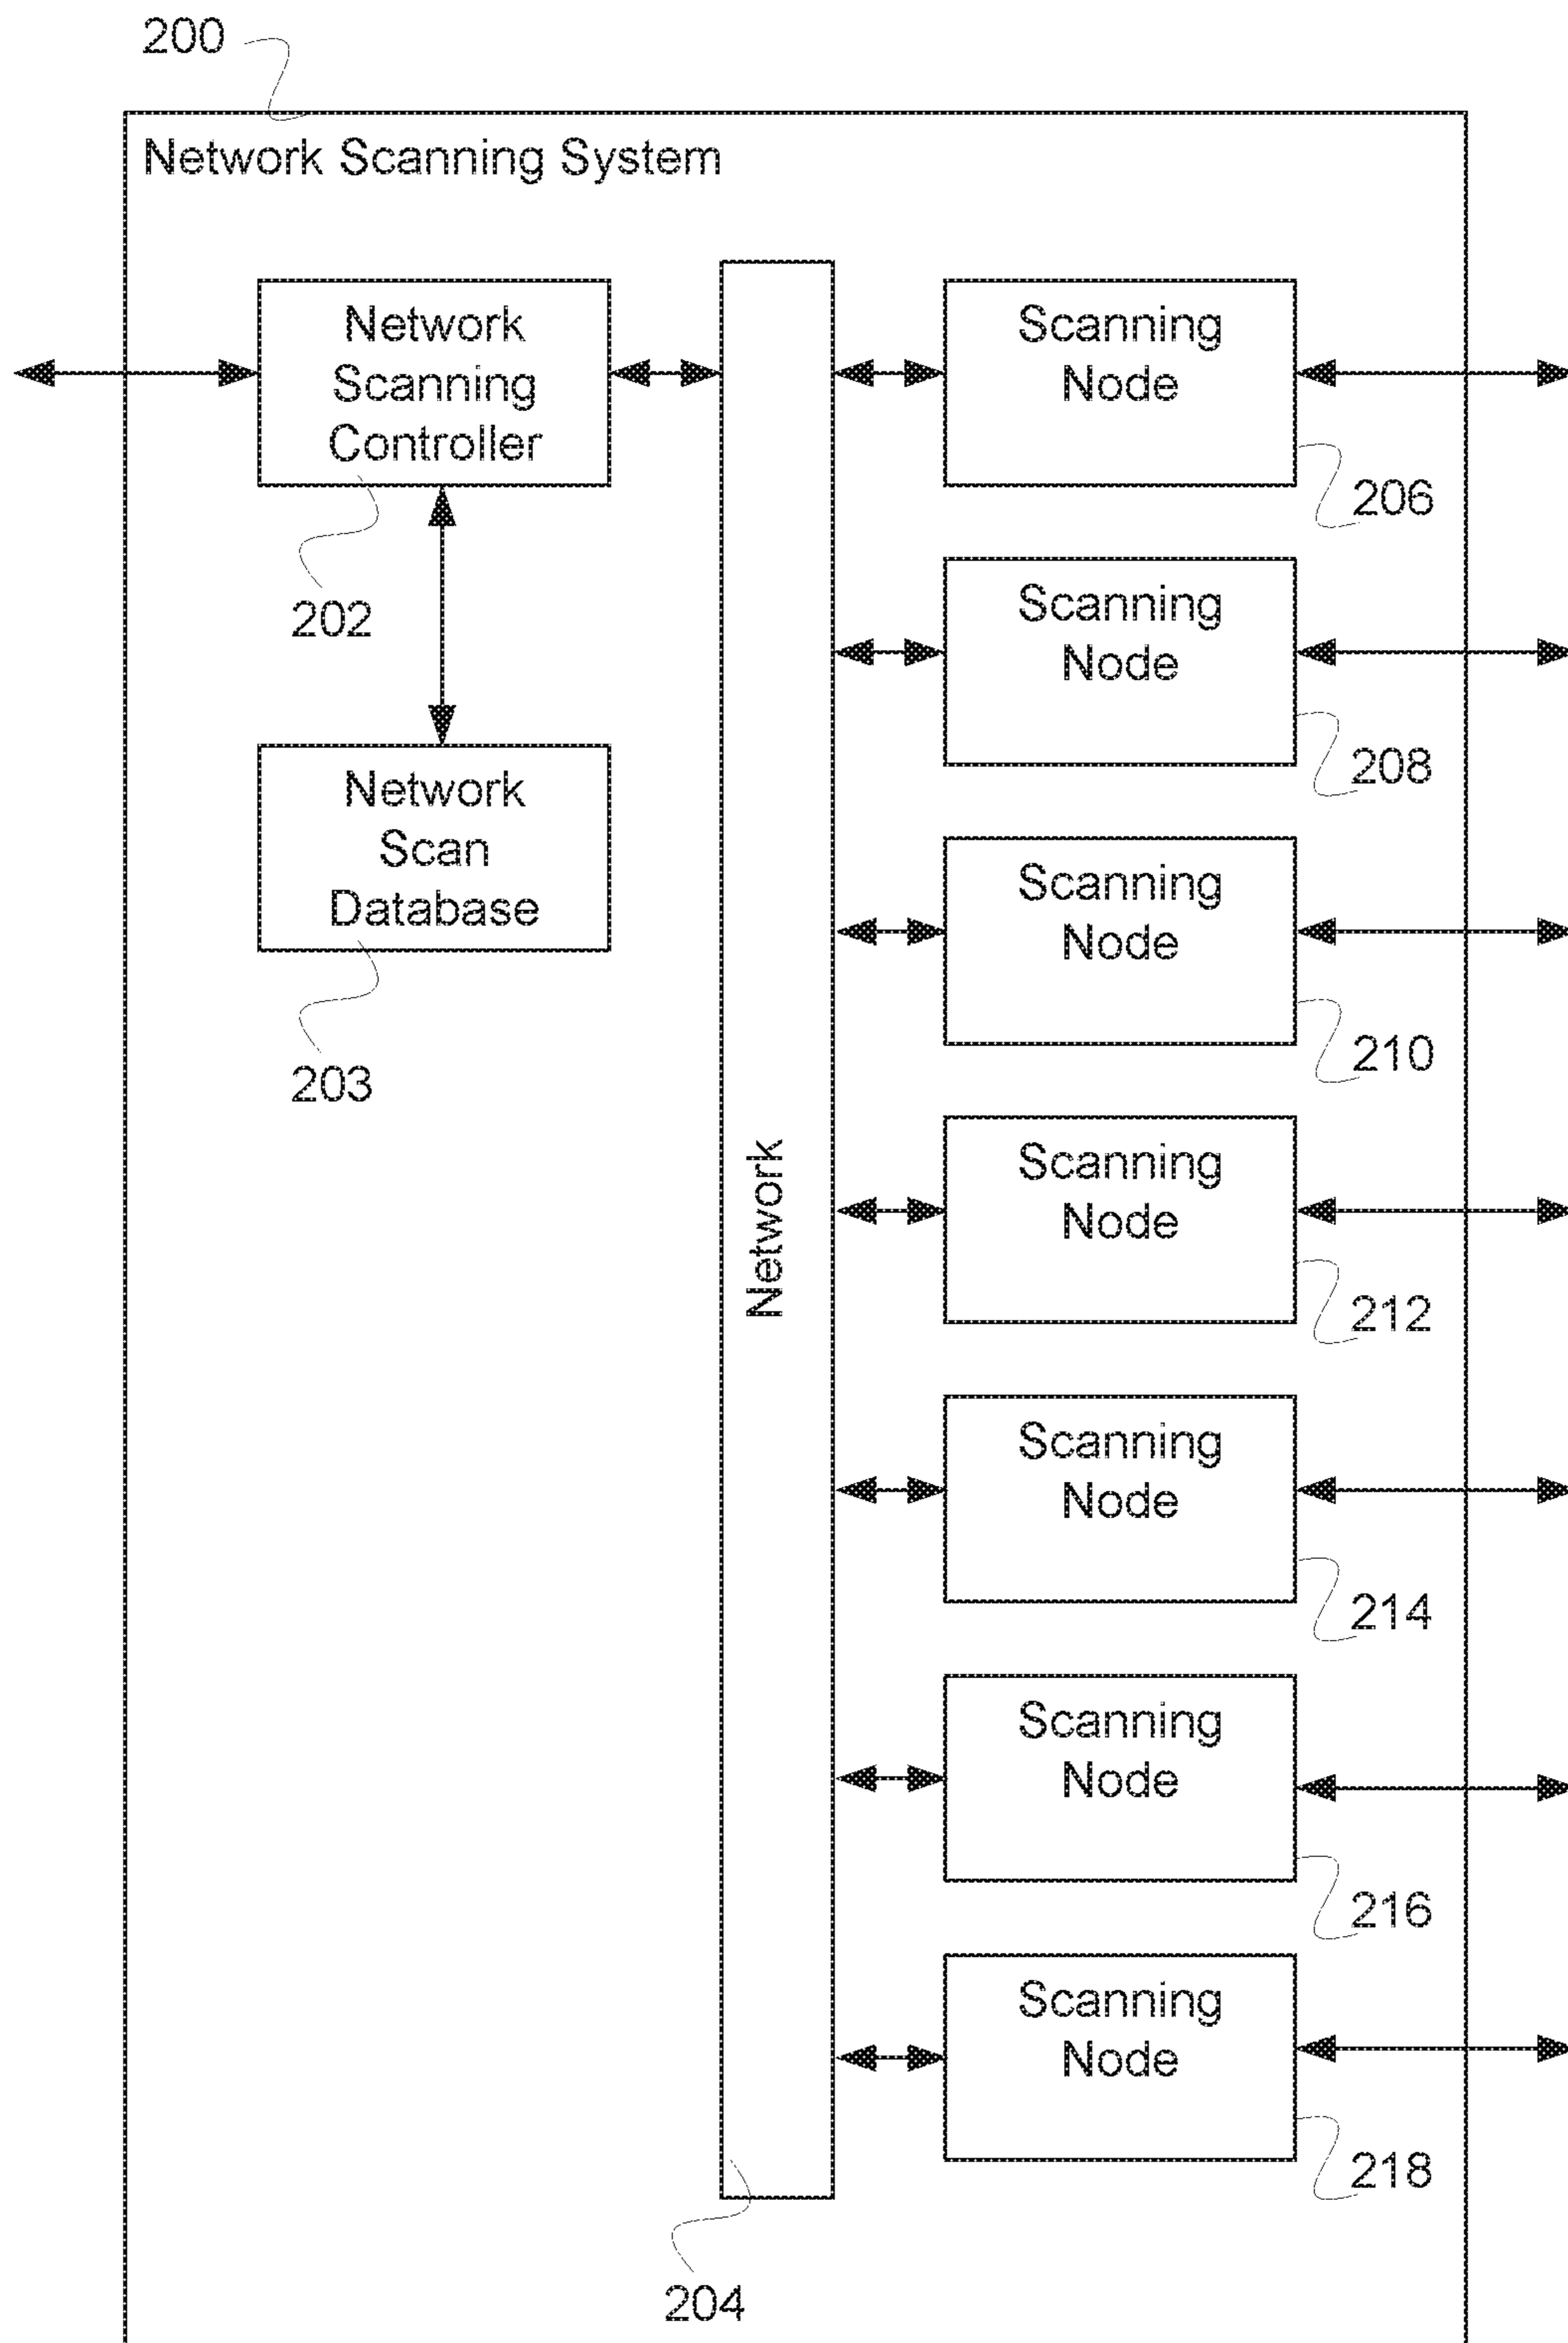 200
Network Scanning System
Network
Scanning
Controller
202
Network
Scan
Database
203
Network
204
Scanning
Node
206
Scanning
Node
208
Scanning
Node
210
Scanning
Node
212
Scanning
Node
214
Scanning
Node
216
Scanning
Node
218